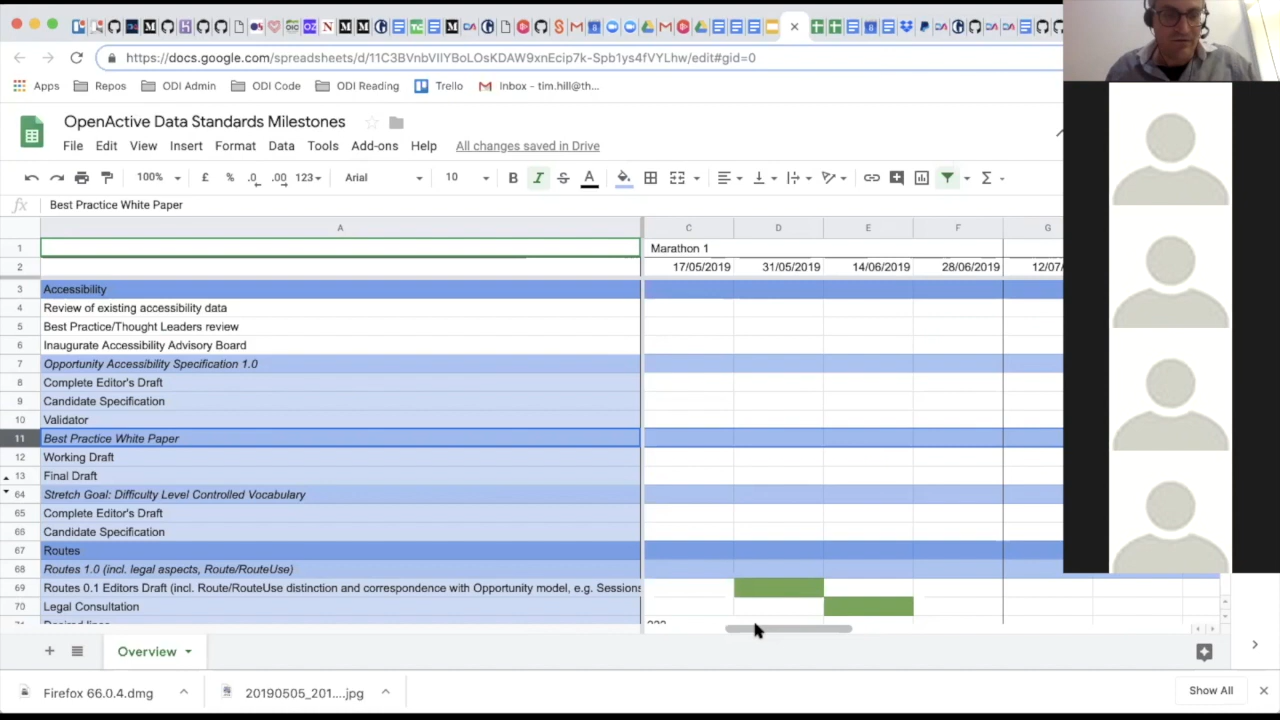 https://docs.google.com/spreadsheets/d/11C3BVnbVIIYBoLOsKDAW9xnEcip7k-Spb1ys4fVYLhw/edit#gid=0
Apps Repos ODI Admin ODI Code ODI Reading Trello Inbox - tim.hill@th...
OpenActive Data Standards Milestones
File Edit View Insert Format Data Tools Add-ons Help All changes saved in Drive
100% £ % .0 .00 123 Arial 10 B I S A Σ
fx Best Practice White Paper
A C D E F G
1 Marathon 1
2 17/05/2019 31/05/2019 14/06/2019 28/06/2019 12/07/
3 Accessibility
4 Review of existing accessibility data
5 Best Practice/Thought Leaders review
6 Inaugurate Accessibility Advisory Board
7 Opportunity Accessibility Specification 1.0
8 Complete Editor's Draft
9 Candidate Specification
10 Validator
11 Best Practice White Paper
12 Working Draft
13 Final Draft
64 Stretch Goal: Difficulty Level Controlled Vocabulary
65 Complete Editor's Draft
66 Candidate Specification
67 Routes
68 Routes 1.0 (incl. legal aspects, Route/RouteUse)
69 Routes 0.1 Editors Draft (incl. Route/RouteUse distinction and correspondence with Opportunity model, e.g. Sessions
70 Legal Consultation
Overview
Firefox 66.0.4.dmg 20190505_201....jpg Show All